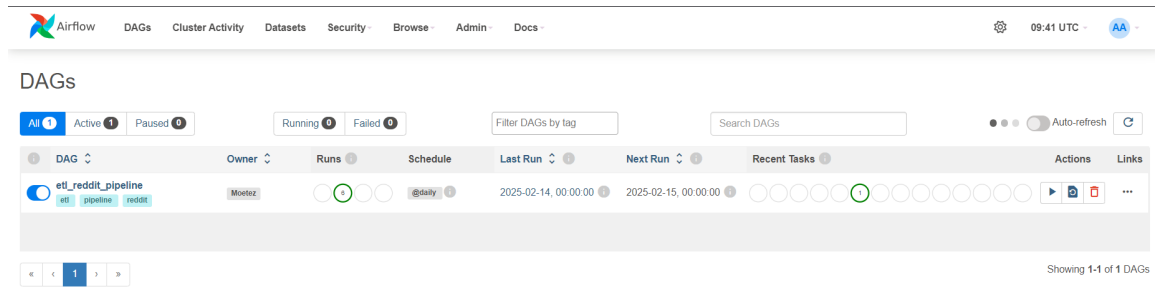 Airflow DAGs Cluster Activity Datasets Security Browse Admin Docs 09:41 UTC AA
DAGs
All 1 Active 1 Paused 0 Running 0 Failed 0 Filter DAGs by tag Search DAGs Auto-refresh
DAG Owner Runs Schedule Last Run Next Run Recent Tasks Actions Links
etl_reddit_pipeline Moetez @daily 2025-02-14, 00:00:00 2025-02-15, 00:00:00 1
etl pipeline reddit
« ‹ 1 › » Showing 1-1 of 1 DAGs